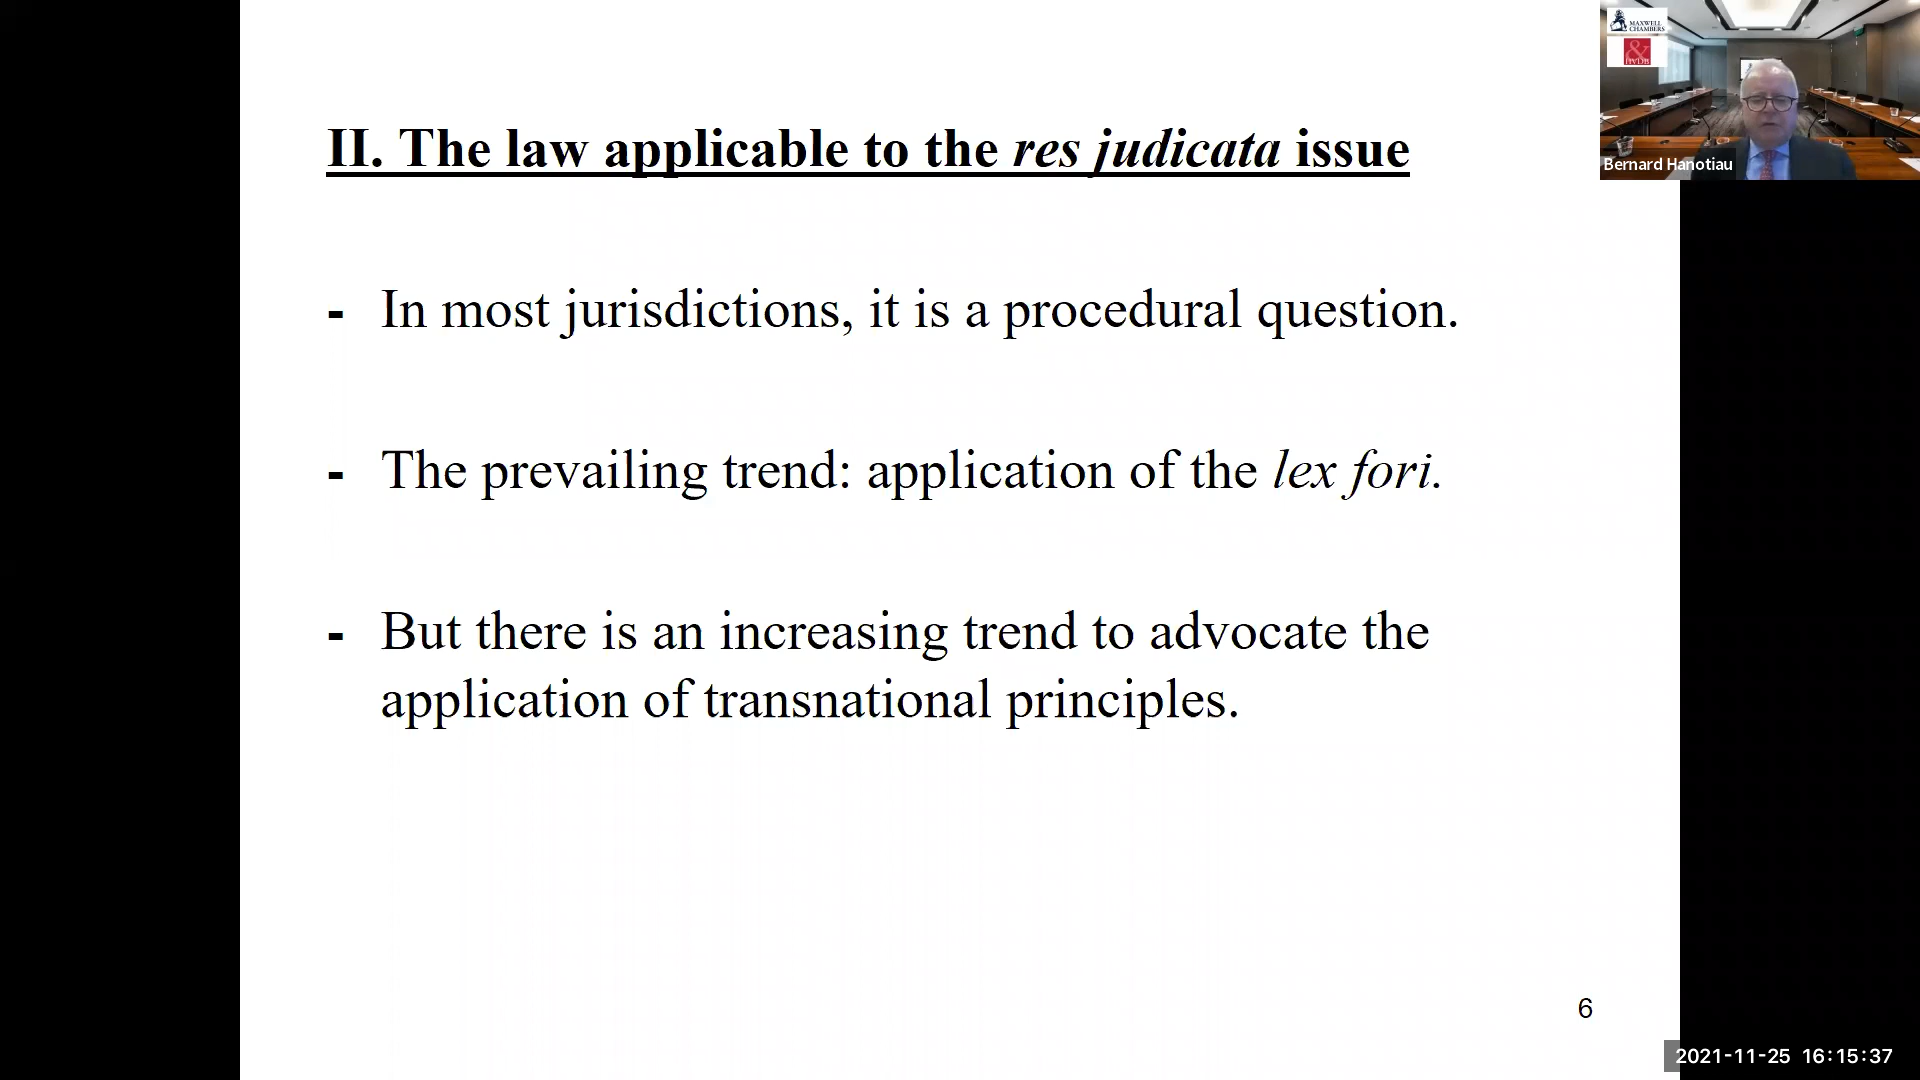 MAXWELL
CHAMBERS
&
II. The law applicable to the res judicata issue
Bernard Hanotiau
- In most jurisdictions, it is a procedural question.
- The prevailing trend: application of the lex fori.
- But there is an increasing trend to advocate the
application of transnational principles.
6
2021-11-25 16:15:37